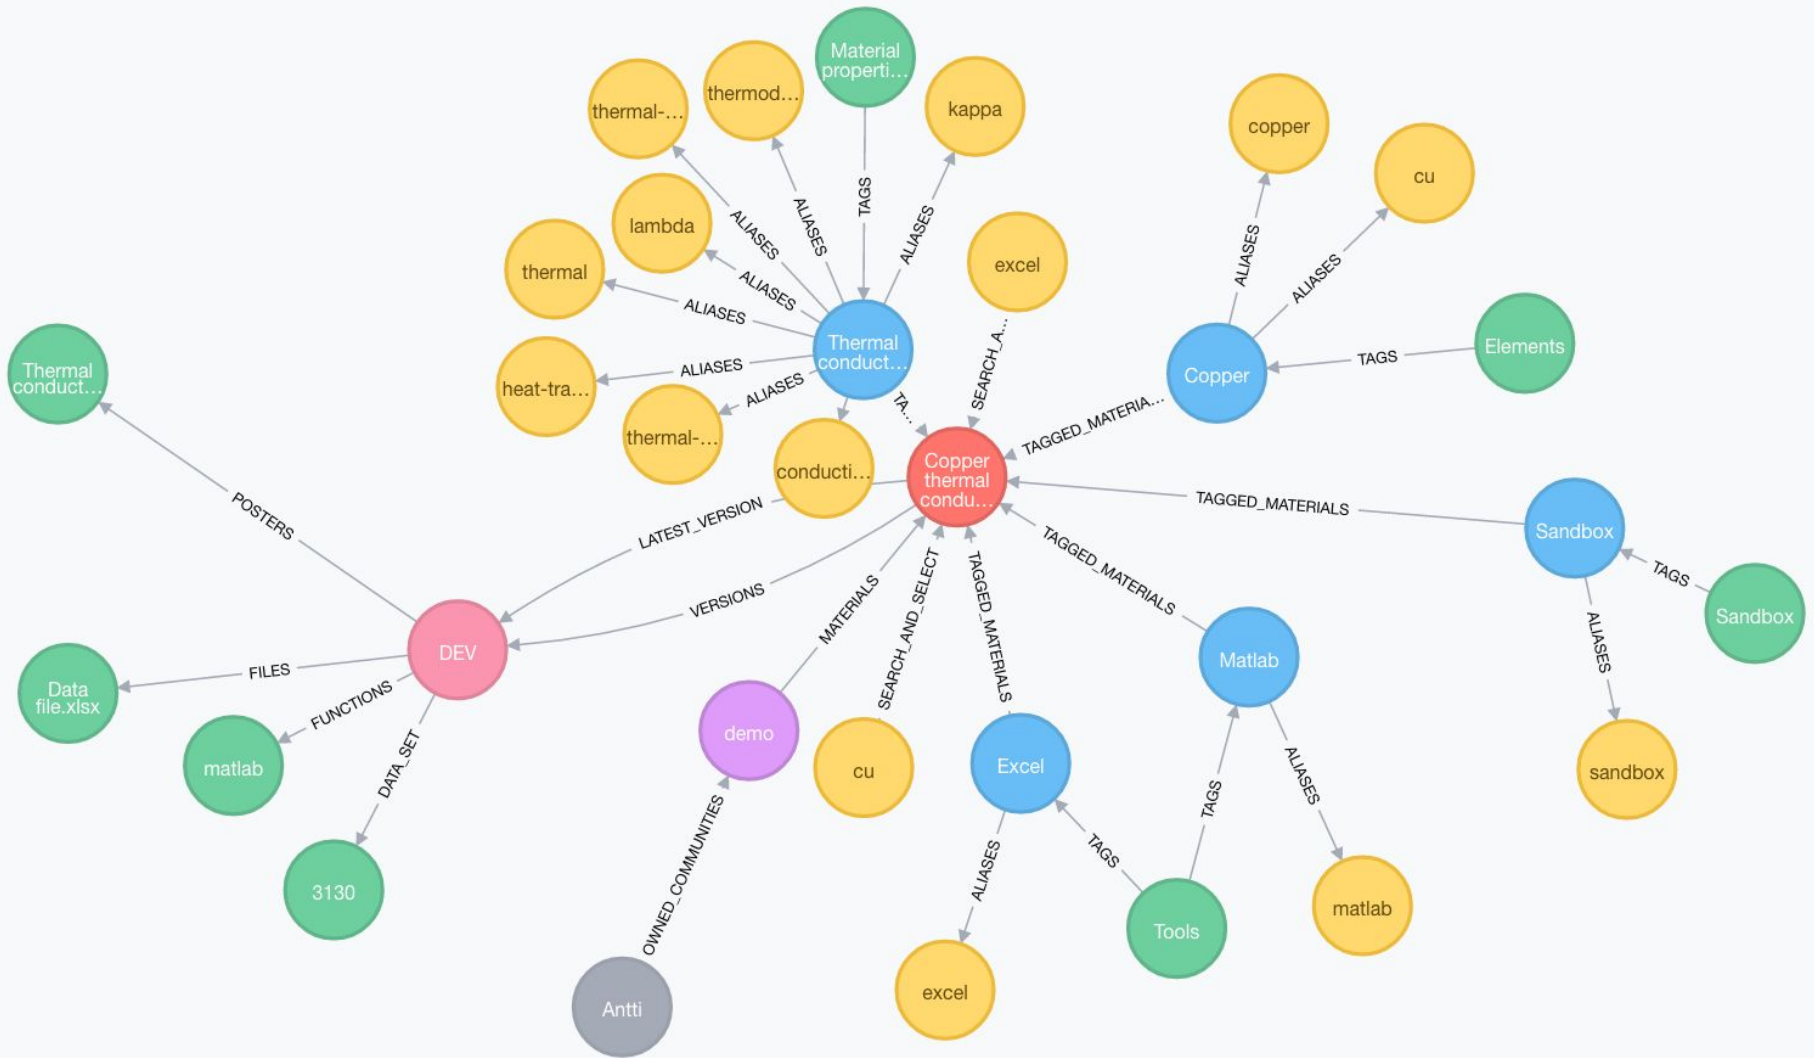 Material
properti…
thermod…
thermal-…
kappa
copper
cu
lambda
thermal
excel
TAGS
ALIASES
ALIASES
ALIASES
ALIASES
ALIASES
ALIASES
ALIASES
ALIASES
ALIASES
SEARCH_A…
Thermal
conduct…
Copper
TAGS
Elements
Thermal
conduct…
heat-tra…
thermal-…
TA…
TAGGED_MATERIA…
conducti…
Copper
thermal
condu…
POSTERS
LATEST_VERSION
VERSIONS
TAGGED_MATERIALS
Sandbox
TAGS
Sandbox
ALIASES
sandbox
TAGGED_MATERIALS
Matlab
TAGGED_MATERIALS
SEARCH_AND_SELECT
MATERIALS
DEV
FILES
Data
file.xlsx
FUNCTIONS
matlab
DATA_SET
3130
demo
cu
Excel
TAGS
TAGS
ALIASES
ALIASES
OWNED_COMMUNITIES
Tools
matlab
excel
Antti